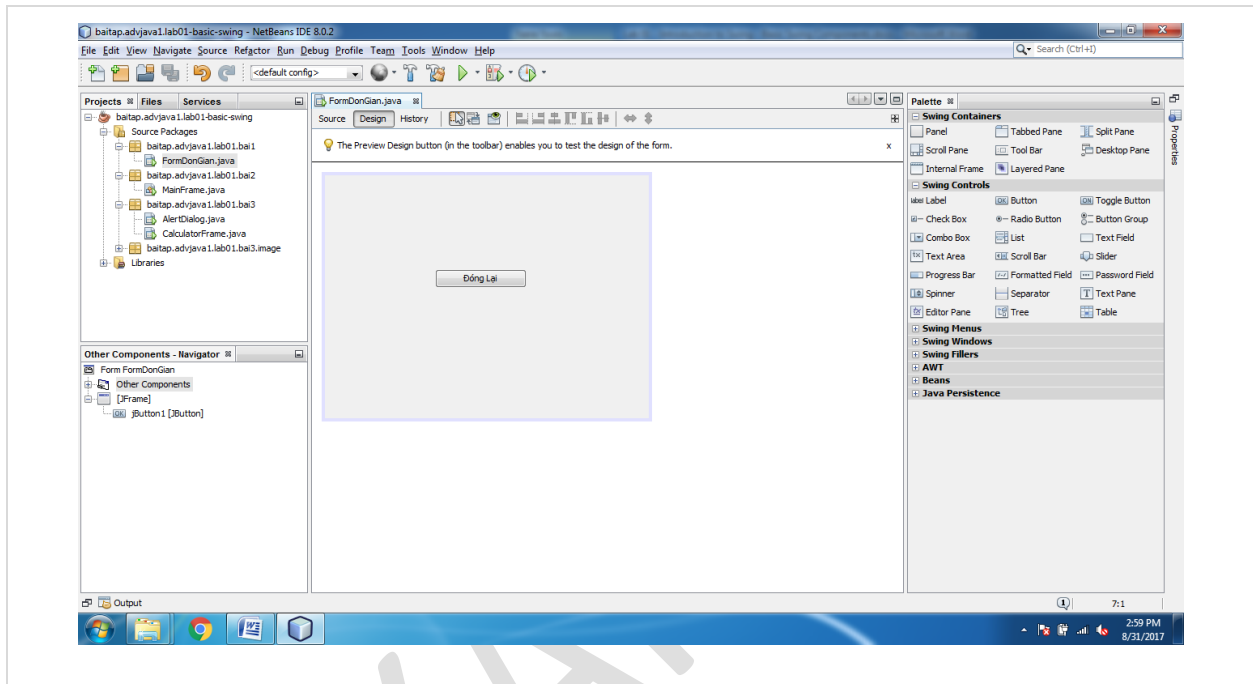 baitap.advjava1.lab01-basic-swing - NetBeans IDE 8.0.2
File Edit View Navigate Source Refactor Run Debug Profile Team Tools Window Help
Search (Ctrl+I)
<default config>
Projects Files Services
baitap.advjava1.lab01-basic-swing
Source Packages
baitap.advjava1.lab01.bai1
FormDonGian.java
baitap.advjava1.lab01.bai2
MainFrame.java
baitap.advjava1.lab01.bai3
AlertDialog.java
CalculatorFrame.java
baitap.advjava1.lab01.bai3.image
Libraries
Other Components - Navigator
Form FormDonGian
Other Components
[JFrame]
jButton1 [JButton]
FormDonGian.java
Source Design History
The Preview Design button (in the toolbar) enables you to test the design of the form. x
Đóng Lại
Palette
Swing Containers
Panel Tabbed Pane Split Pane
Scroll Pane Tool Bar Desktop Pane
Internal Frame Layered Pane
Swing Controls
label Label OK Button ON Toggle Button
Check Box Radio Button Button Group
Combo Box List Text Field
Text Area Scroll Bar Slider
Progress Bar Formatted Field Password Field
Spinner Separator Text Pane
Editor Pane Tree Table
Swing Menus
Swing Windows
Swing Fillers
AWT
Beans
Java Persistence
Properties
Output
1 7:1
2:59 PM
8/31/2017